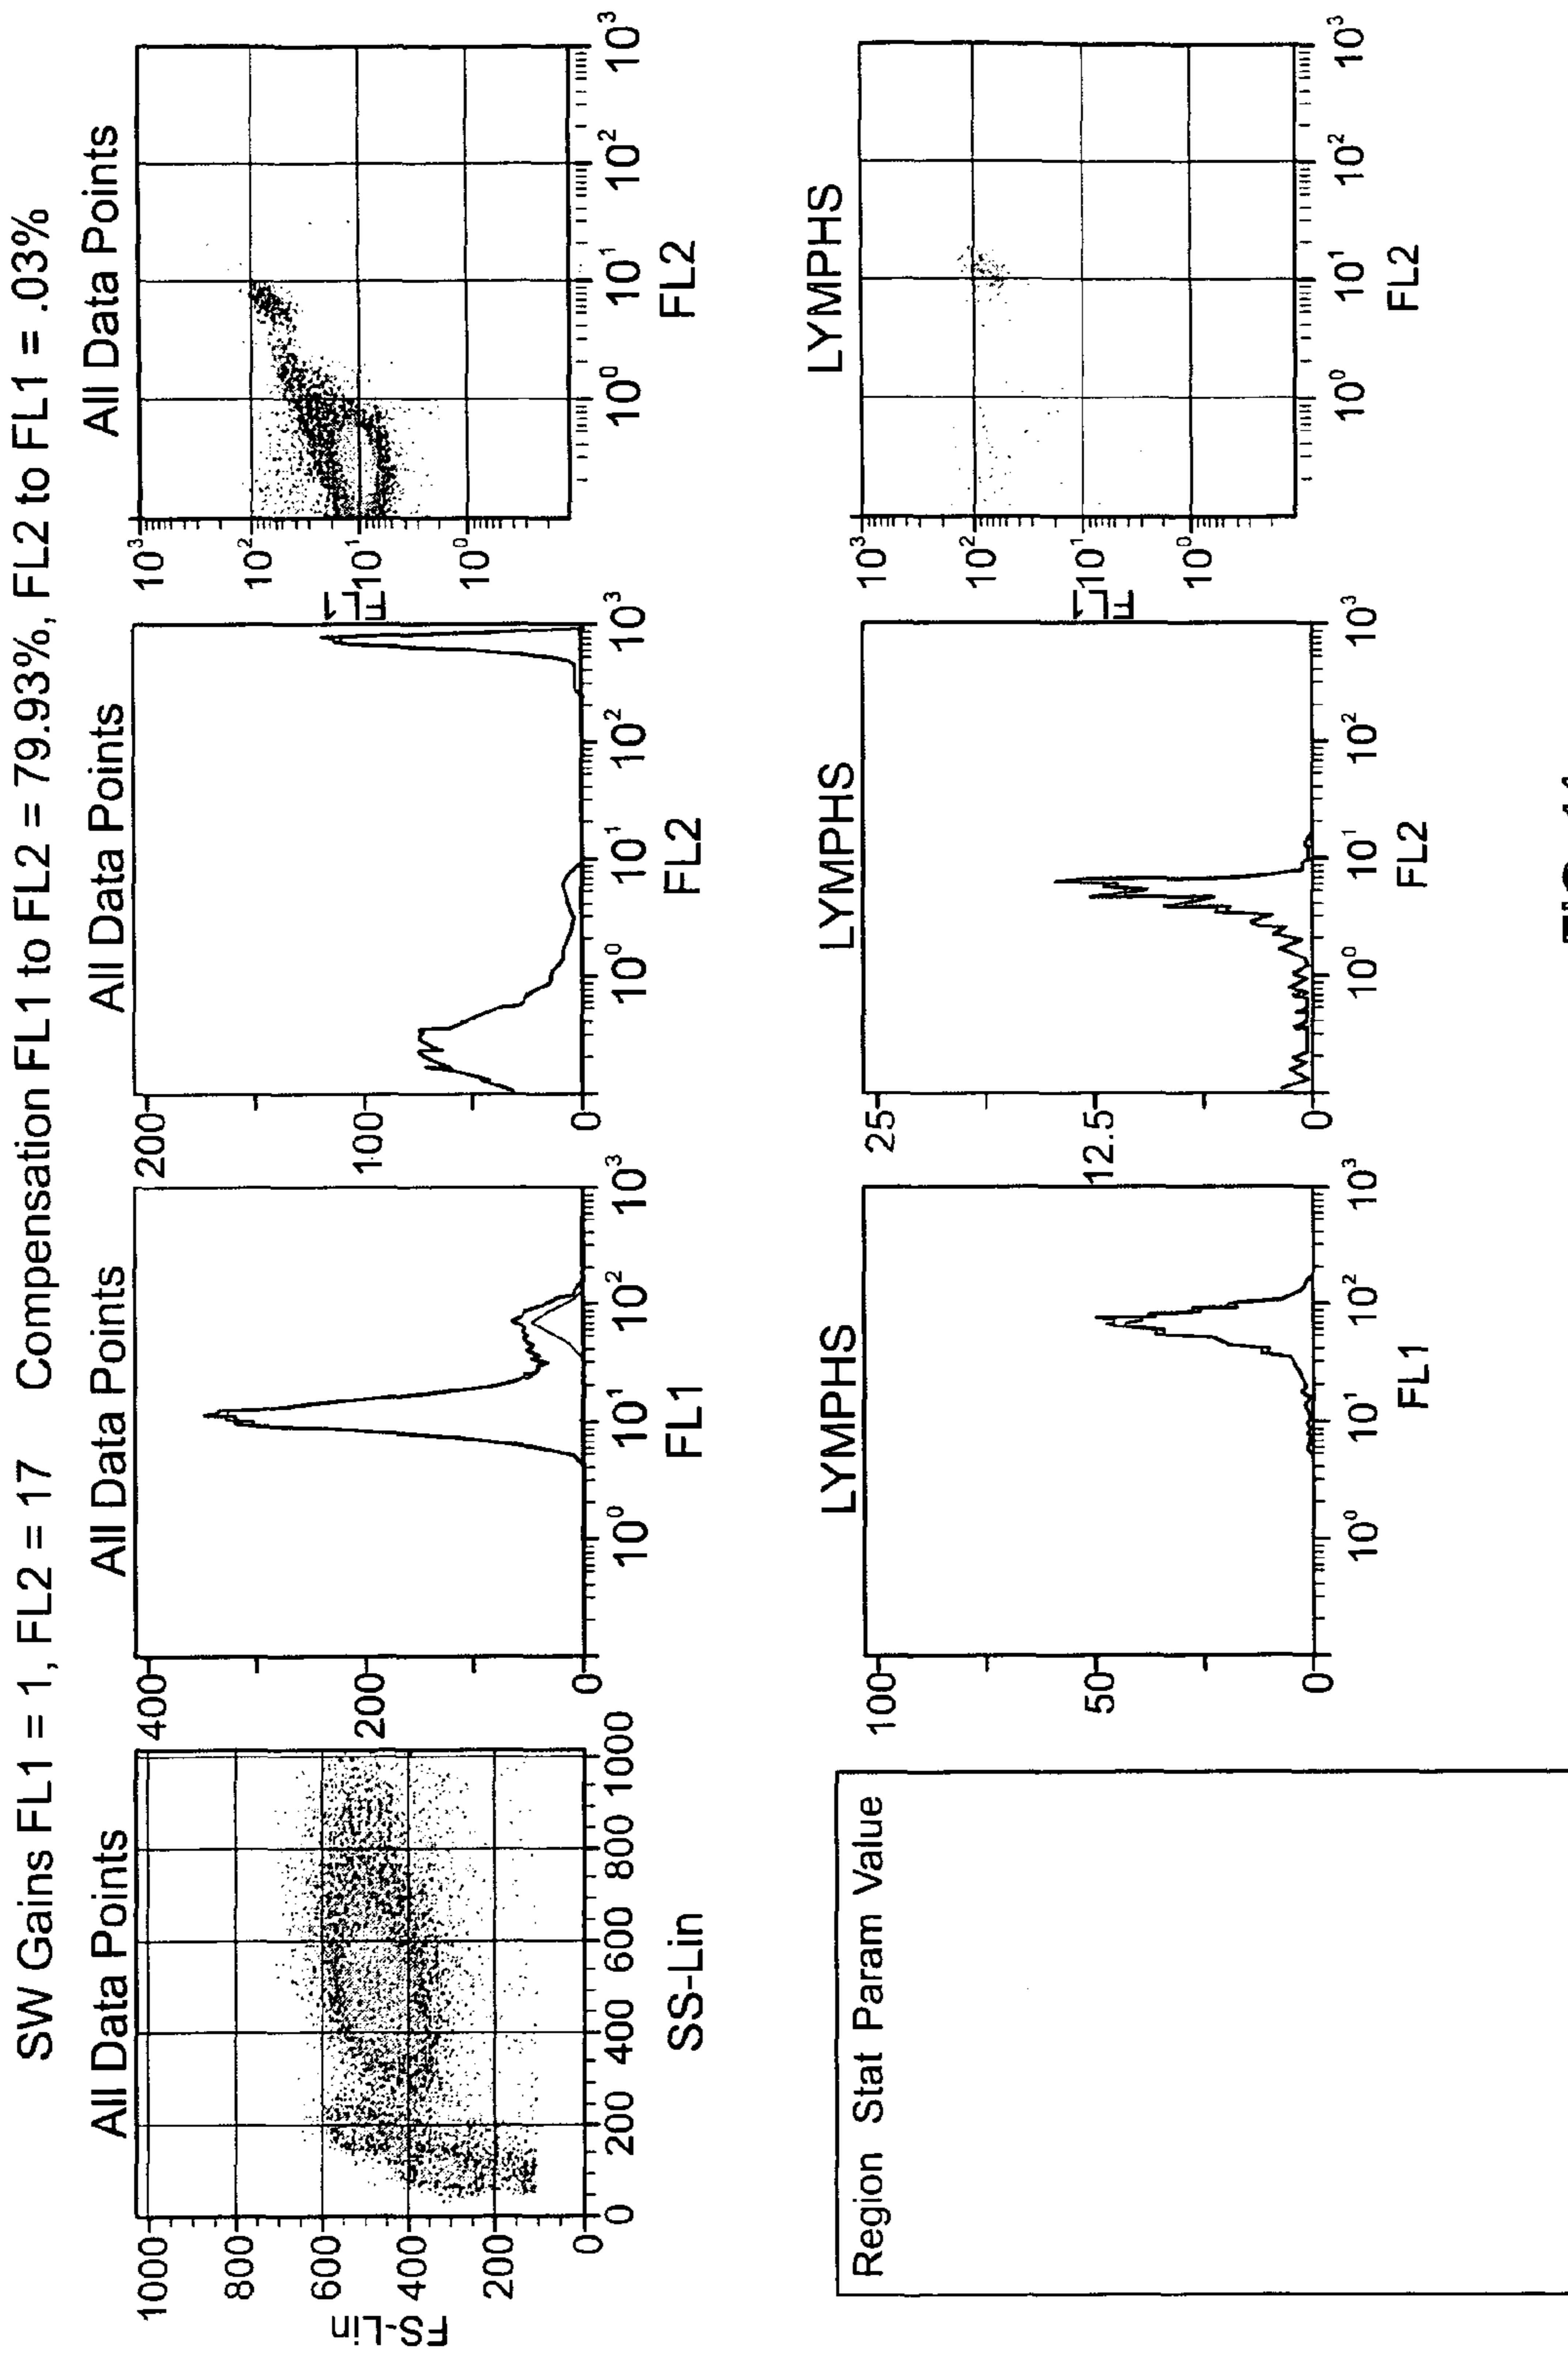 SW Gains FL1 = 1, FL2 = 17 Compensation FL1 to FL2 = 79.93%, FL2 to FL1 = .03%
All Data Points
1000
800
600
400
200
0
FS-Lin
0 200 400 600 800 1000
SS-Lin
All Data Points
400
200
0
10⁰ 10¹ 10² 10³
FL1
All Data Points
200
100
0
10⁰ 10¹ 10² 10³
FL2
All Data Points
10³
10²
10¹
10⁰
FL1
10⁰ 10¹ 10² 10³
FL2
Region Stat Param Value
LYMPHS
100
50
0
10⁰ 10¹ 10² 10³
FL1
LYMPHS
25
12.5
0
10⁰ 10¹ 10² 10³
FL2
LYMPHS
10³
10²
10¹
10⁰
FL1
10⁰ 10¹ 10² 10³
FL2